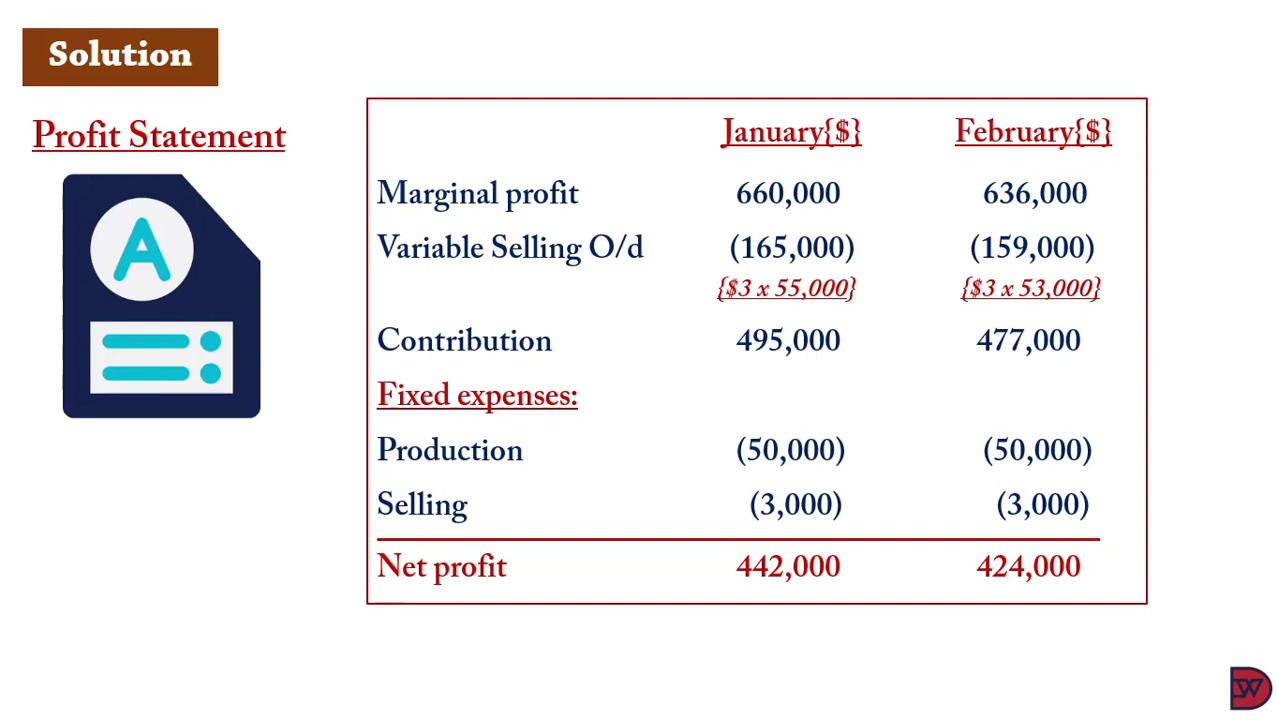 Solution
Profit Statement
A
January{$} February{$}
Marginal profit 660,000 636,000
Variable Selling O/d (165,000) (159,000)
{$3 x 55,000} {$3 x 53,000}
Contribution 495,000 477,000
Fixed expenses:
Production (50,000) (50,000)
Selling (3,000) (3,000)
Net profit 442,000 424,000
DW